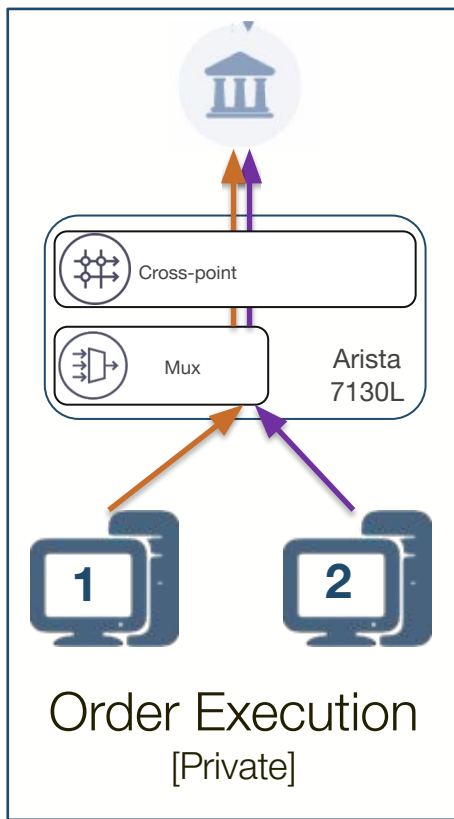 Cross-point
Mux
Arista
7130L
1
2
Order Execution
[Private]